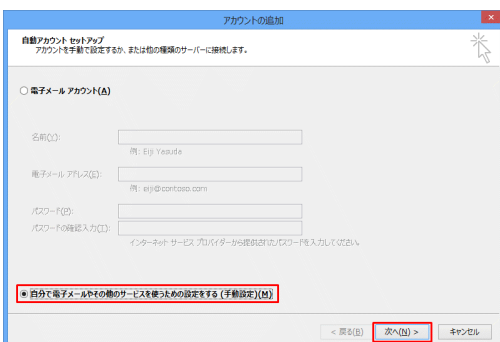 アカウントの追加
自動アカウント セットアップ
アカウントを手動で設定するか、または他の種類のサーバーに接続します。
電子メール アカウント(A)
名前(Y):
例: Eiji Yasuda
電子メール アドレス(E):
例: eiji@contoso.com
パスワード(P):
パスワードの確認入力(T):
インターネット サービス プロバイダーから提供されたパスワードを入力してください。
自分で電子メールやその他のサービスを使うための設定をする (手動設定)(M)
< 戻る(B) 次へ(N) > キャンセル